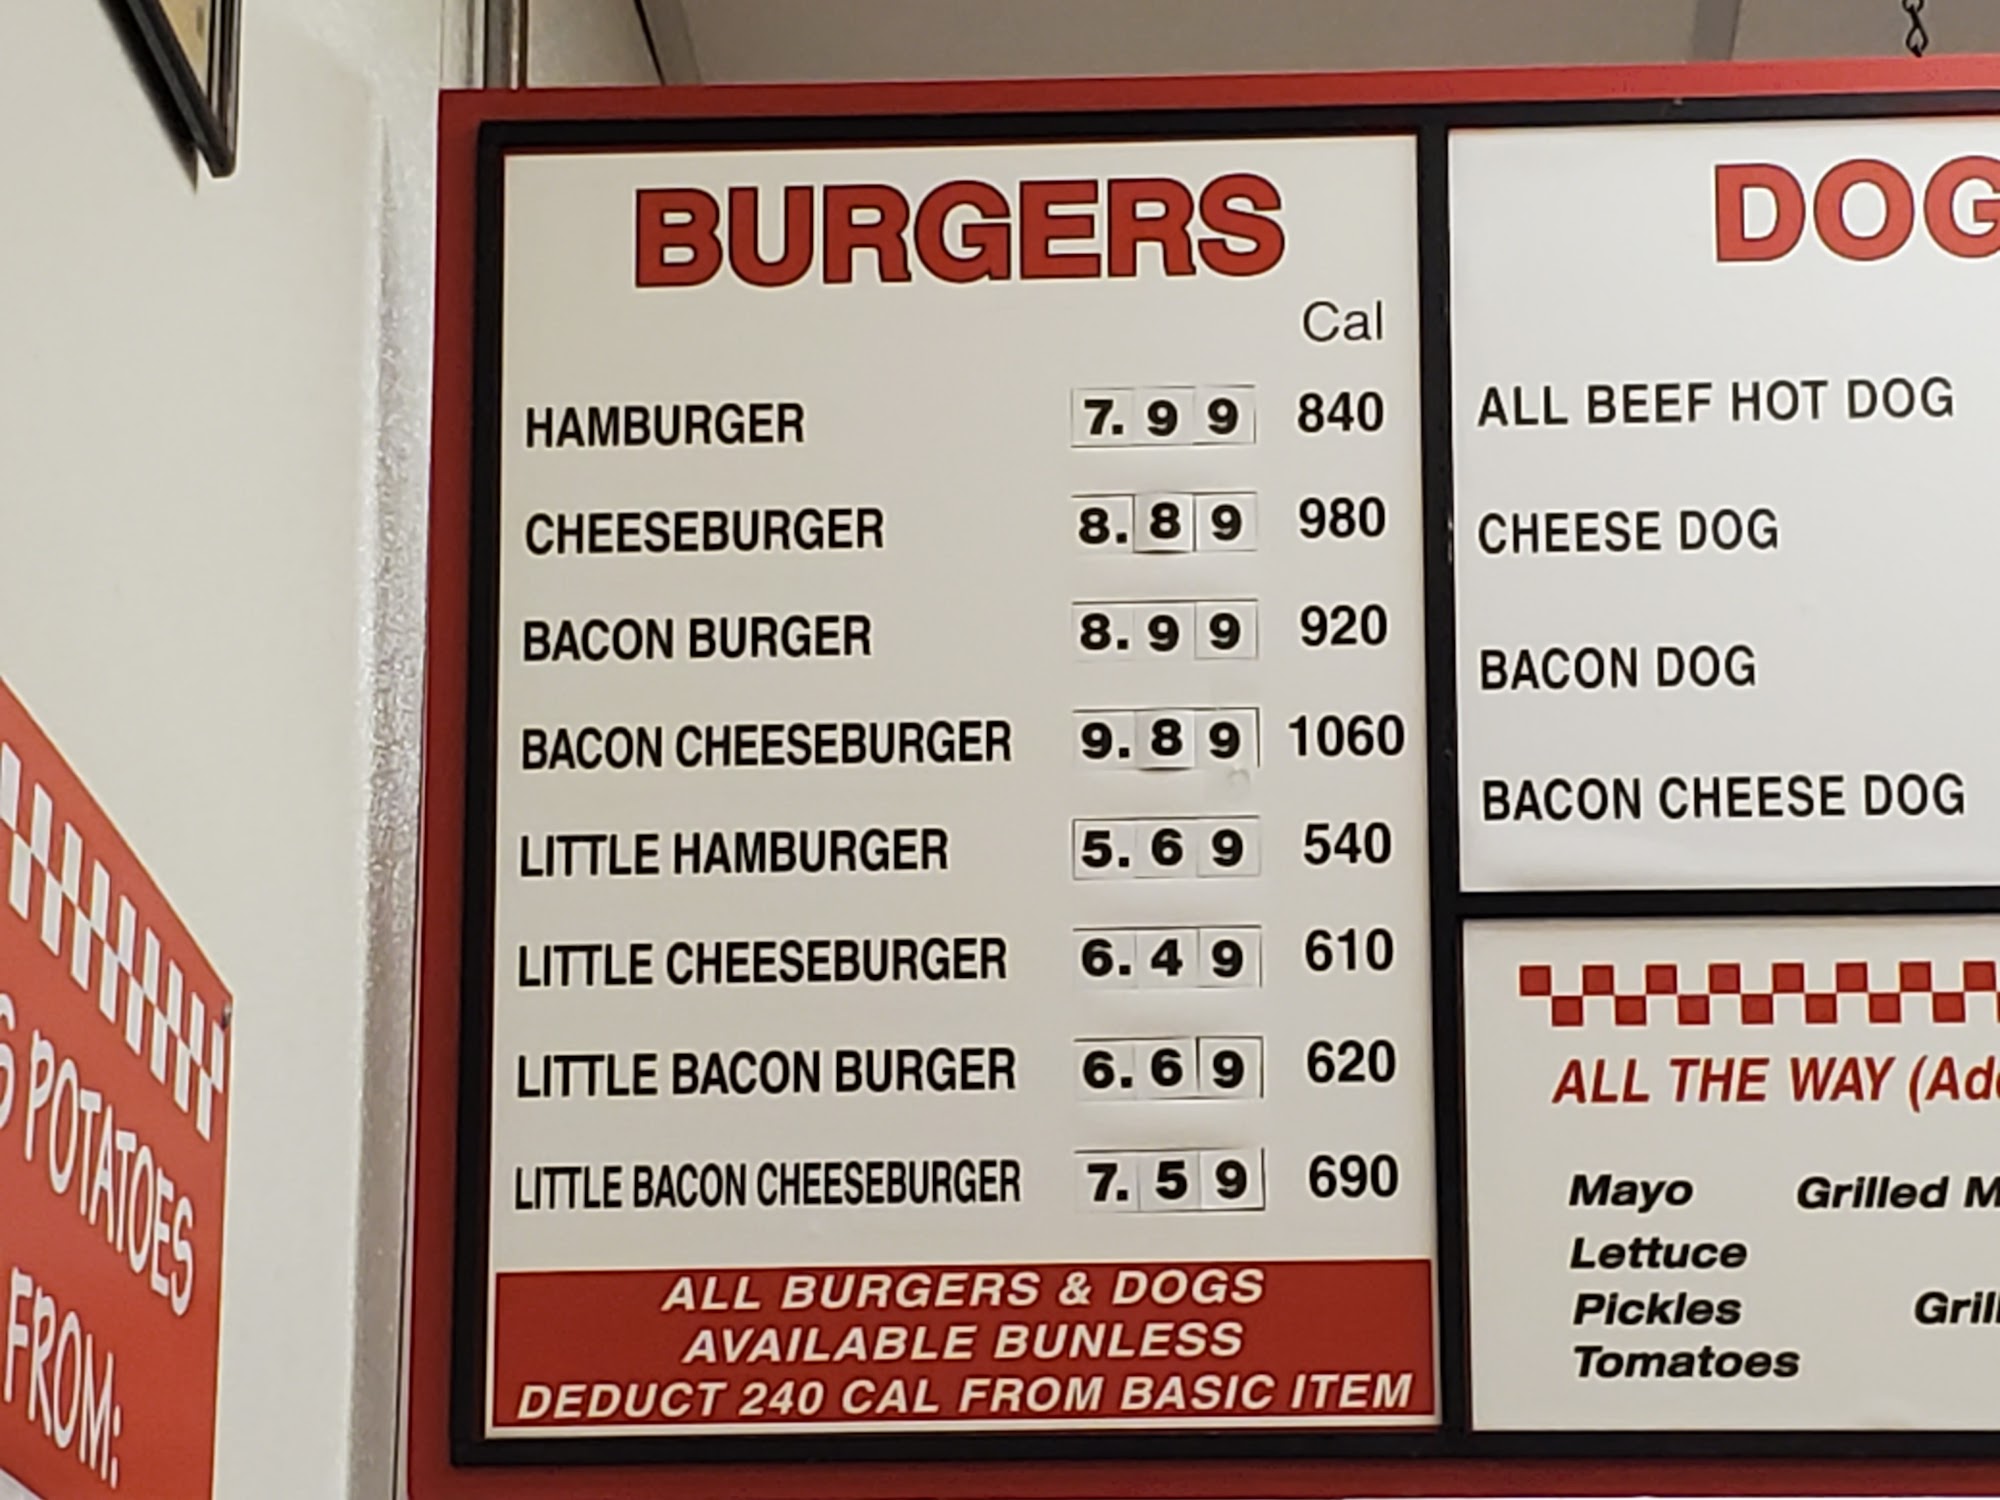 BURGERS
Cal
HAMBURGER 7.99 840
CHEESEBURGER 8.89 980
BACON BURGER 8.99 920
BACON CHEESEBURGER 9.89 1060
LITTLE HAMBURGER 5.69 540
LITTLE CHEESEBURGER 6.49 610
LITTLE BACON BURGER 6.69 620
LITTLE BACON CHEESEBURGER 7.59 690
ALL BURGERS & DOGS
AVAILABLE BUNLESS
DEDUCT 240 CAL FROM BASIC ITEM
DOG
ALL BEEF HOT DOG
CHEESE DOG
BACON DOG
BACON CHEESE DOG
ALL THE WAY
Mayo Grilled
Lettuce
Pickles
Tomatoes
POTATOES
FROM: